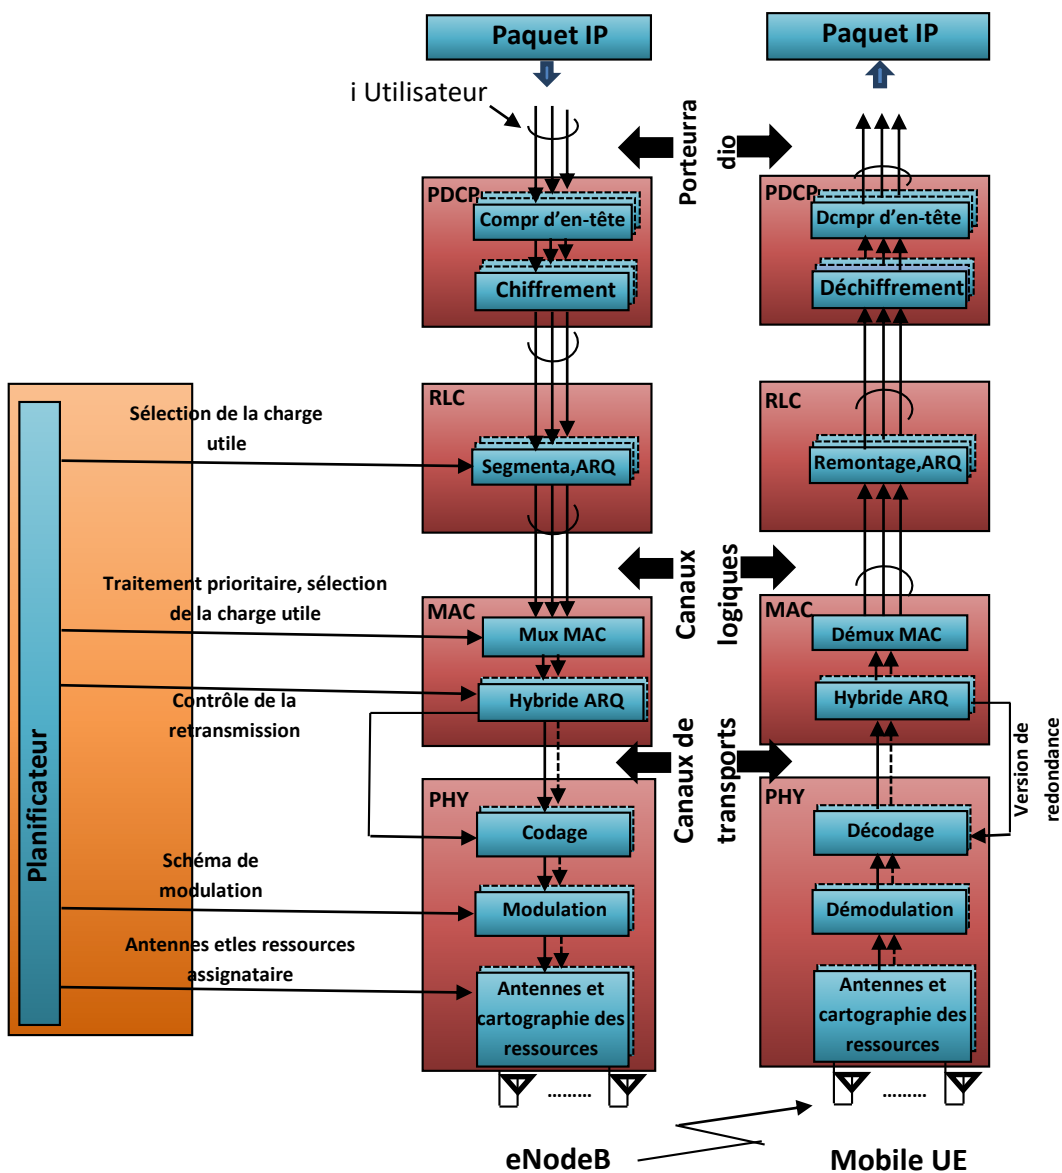 Paquet IP
Paquet IP
i Utilisateur
Porteurra
dio
PDCP
Compr d'en-tête
Chiffrement
PDCP
Dcmpr d'en-tête
Déchiffrement
Sélection de la charge
utile
RLC
Segmenta,ARQ
RLC
Remontage,ARQ
Canaux
logiques
Traitement prioritaire, sélection
de la charge utile
MAC
Mux MAC
Hybride ARQ
MAC
Démux MAC
Hybride ARQ
Contrôle de la
retransmission
Planificateur
Canaux de
transports
Version de
redondance
PHY
Codage
Modulation
Antennes et
cartographie des
ressources
PHY
Décodage
Démodulation
Antennes et
cartographie des
ressources
Schéma de
modulation
Antennes etles ressources
assignataire
.........
.........
eNodeB
Mobile UE